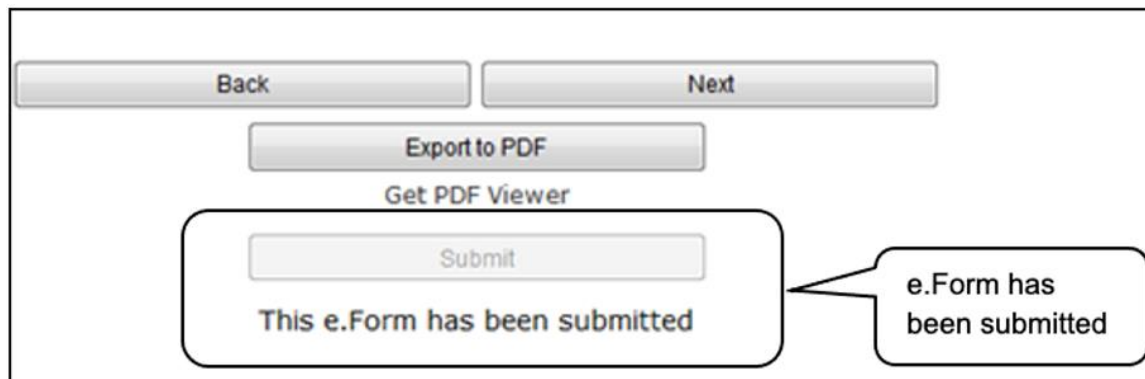 Back Next
Export to PDF
Get PDF Viewer
Submit
This e.Form has been submitted
e.Form has
been submitted